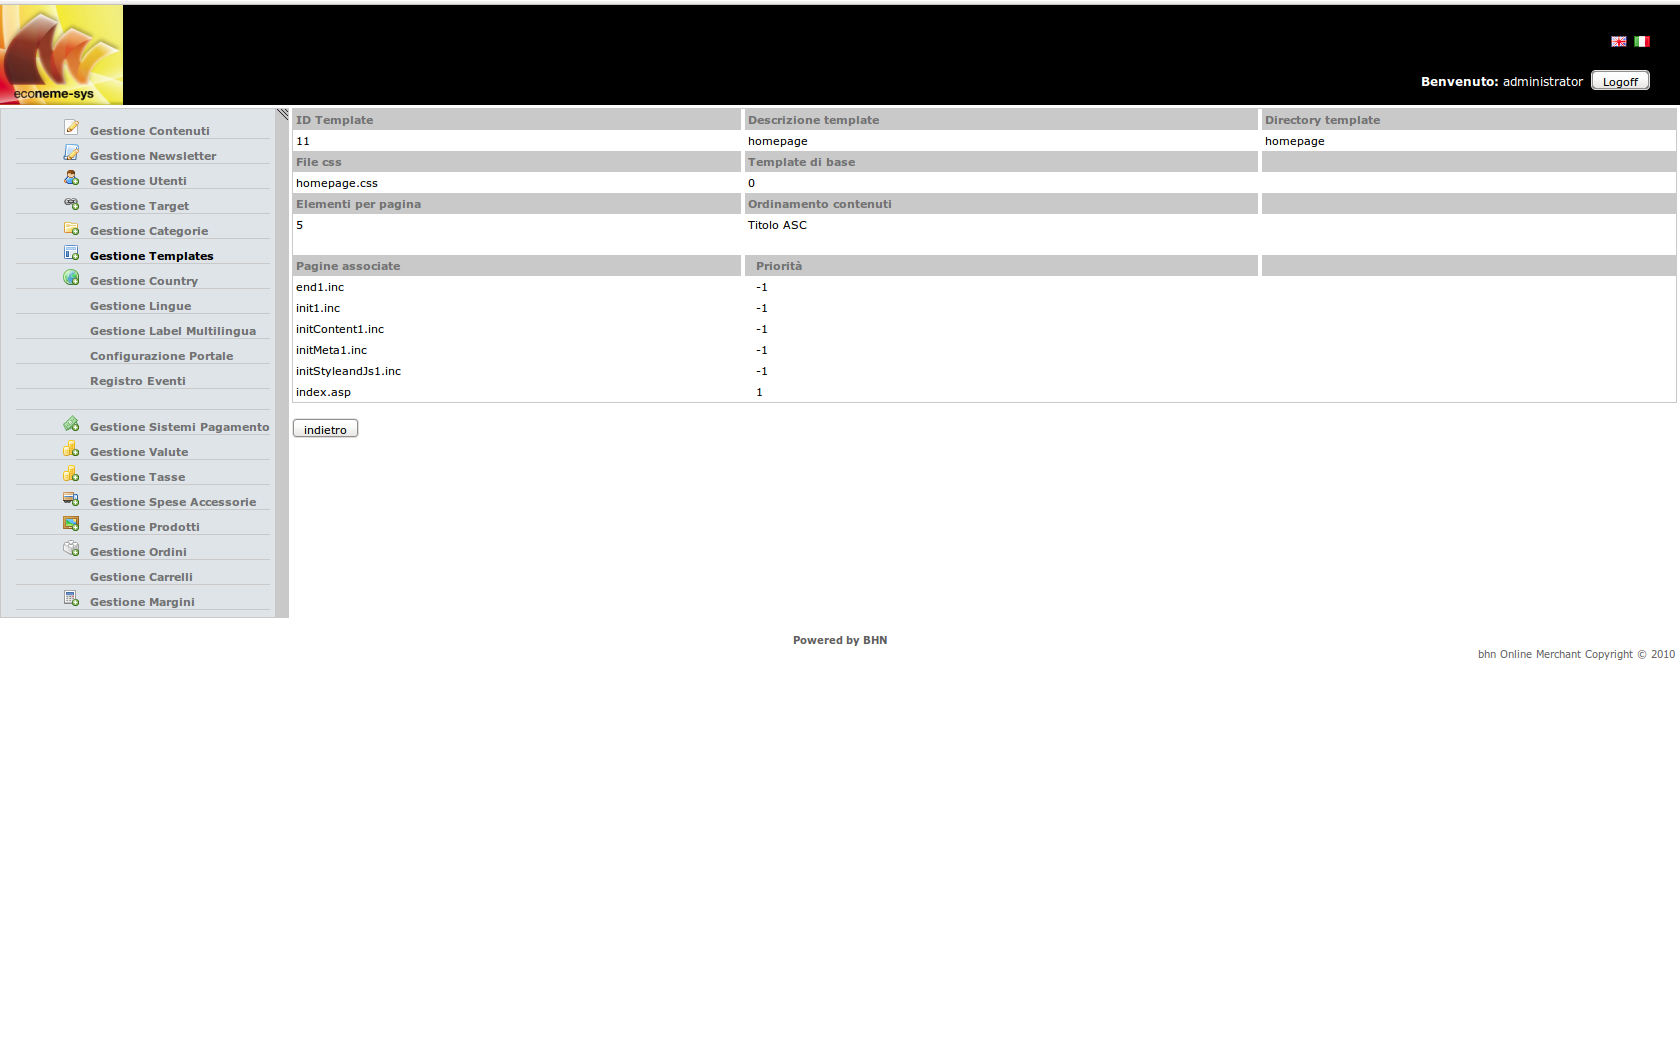 econeme-sys
Benvenuto: administrator Logoff
Gestione Contenuti
Gestione Newsletter
Gestione Utenti
Gestione Target
Gestione Categorie
Gestione Templates
Gestione Country
Gestione Lingue
Gestione Label Multilingua
Configurazione Portale
Registro Eventi
Gestione Sistemi Pagamento
Gestione Valute
Gestione Tasse
Gestione Spese Accessorie
Gestione Prodotti
Gestione Ordini
Gestione Carrelli
Gestione Margini
ID Template Descrizione template Directory template
11 homepage homepage
File css Template di base
homepage.css 0
Elementi per pagina Ordinamento contenuti
5 Titolo ASC
Pagine associate Priorità
end1.inc -1
init1.inc -1
initContent1.inc -1
initMeta1.inc -1
initStyleandJs1.inc -1
index.asp 1
indietro
Powered by BHN
bhn Online Merchant Copyright © 2010